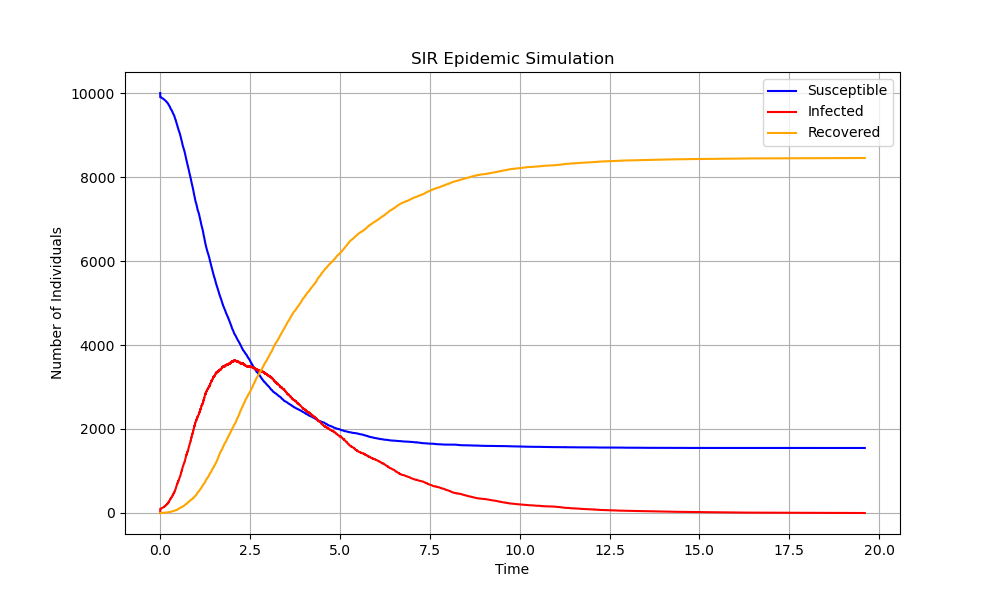 SIR Epidemic Simulation
Susceptible
Infected
Recovered
Number of Individuals
10000
8000
6000
4000
2000
0
0.0 2.5 5.0 7.5 10.0 12.5 15.0 17.5 20.0
Time